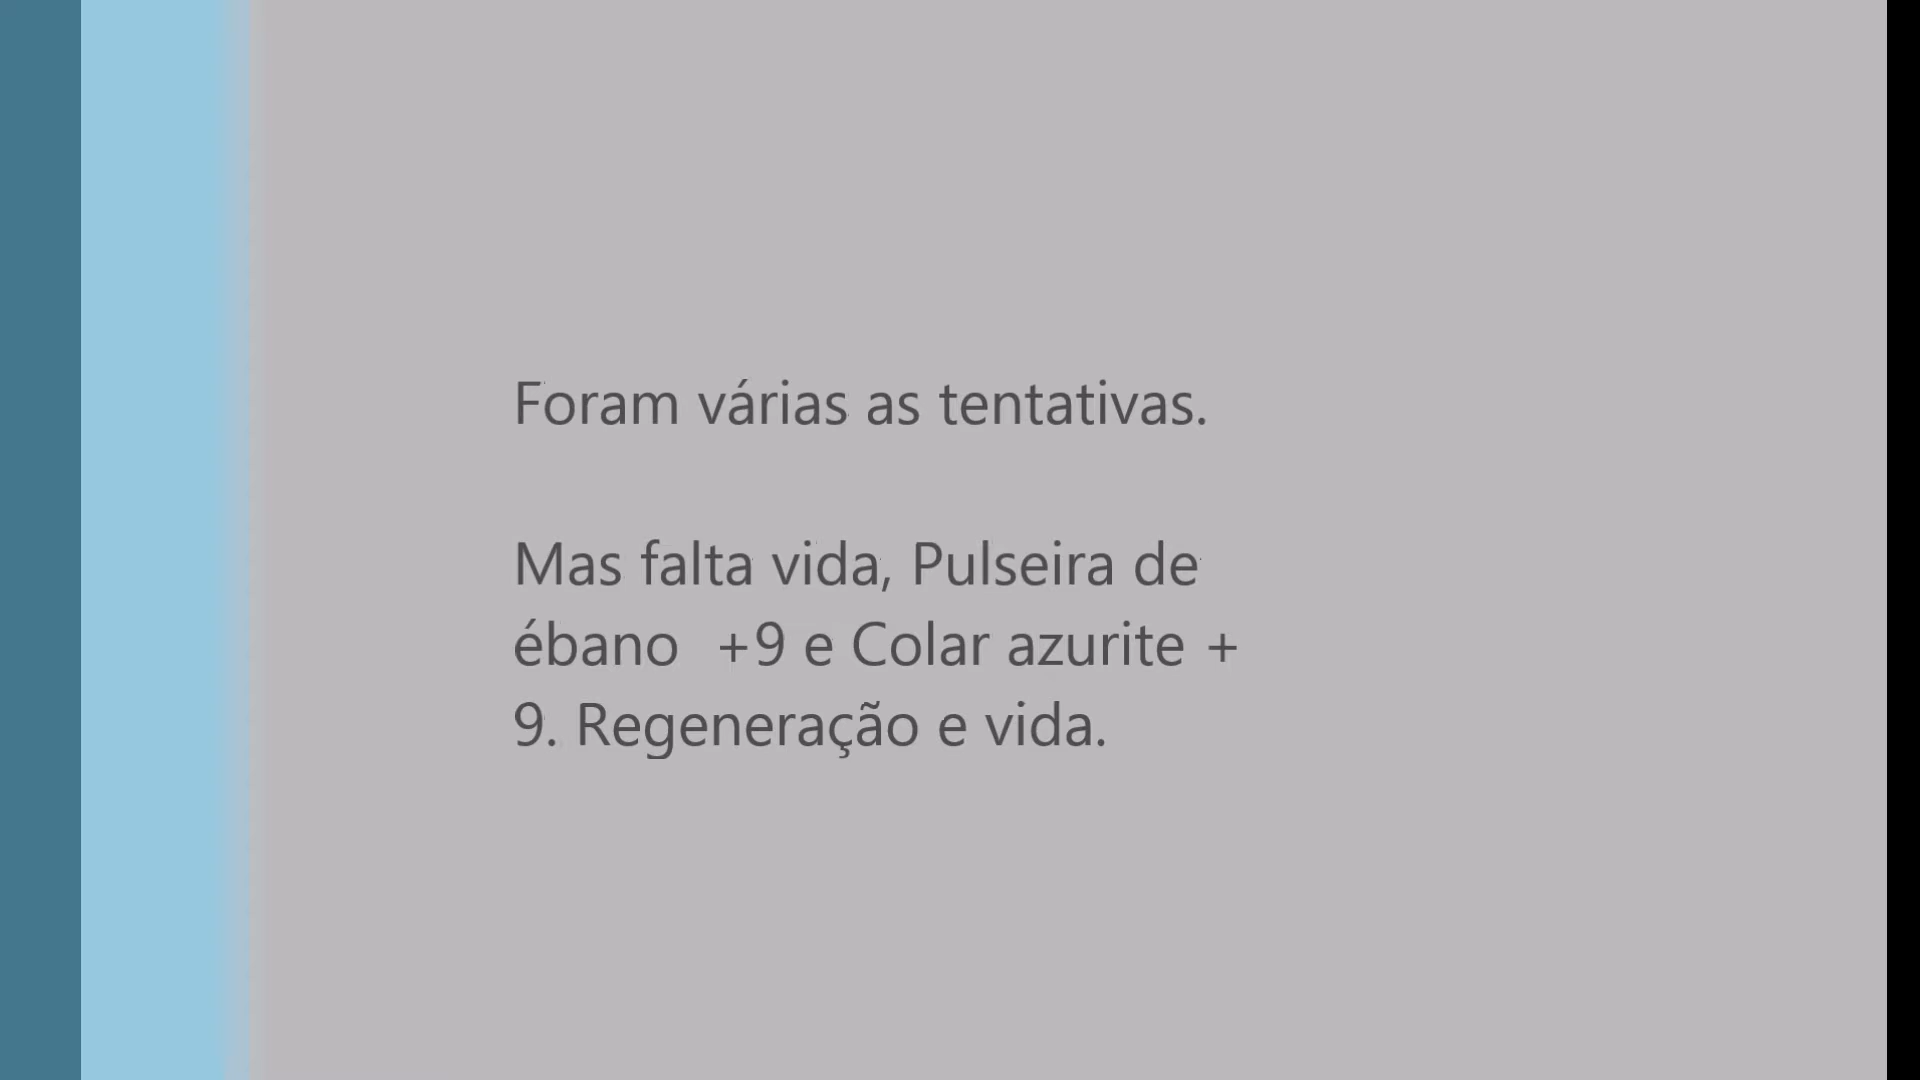 Foram várias as tentativas.
Mas falta vida, Pulseira de
ébano  +9 e Colar azurite +
9. Regeneração e vida.